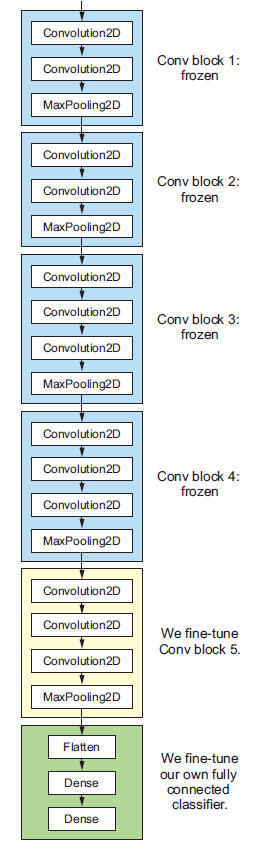 Convolution2D
Convolution2D
MaxPooling2D
Conv block 1:
frozen
Convolution2D
Convolution2D
MaxPooling2D
Conv block 2:
frozen
Convolution2D
Convolution2D
Convolution2D
MaxPooling2D
Conv block 3:
frozen
Convolution2D
Convolution2D
Convolution2D
MaxPooling2D
Conv block 4:
frozen
Convolution2D
Convolution2D
Convolution2D
MaxPooling2D
We fine-tune
Conv block 5.
Flatten
Dense
Dense
We fine-tune
our own fully
connected
classifier.